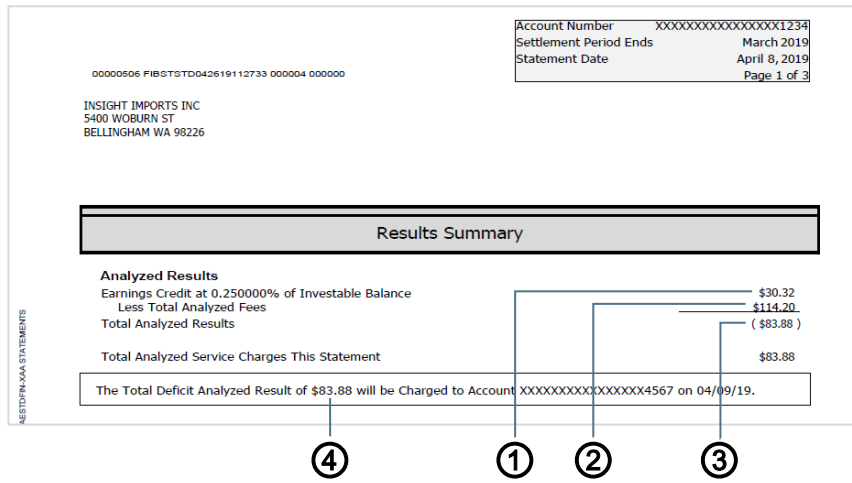 Account Number XXXXXXXXXXXXXXXXX1234
Settlement Period Ends March 2019
Statement Date April 8, 2019
Page 1 of 3
00000506 FIBSTSTD042619112733 000004 000000
INSIGHT IMPORTS INC
5400 WOBURN ST
BELLINGHAM WA 98226
Results Summary
Analyzed Results
Earnings Credit at 0.250000% of Investable Balance $30.32
Less Total Analyzed Fees $114.20
Total Analyzed Results ( $83.88 )
Total Analyzed Service Charges This Statement $83.88
The Total Deficit Analyzed Result of $83.88 will be Charged to Account XXXXXXXXXXXXXXXX4567 on 04/09/19.
AESTDFIN-XAA STATEMENTS
4 1 2 3